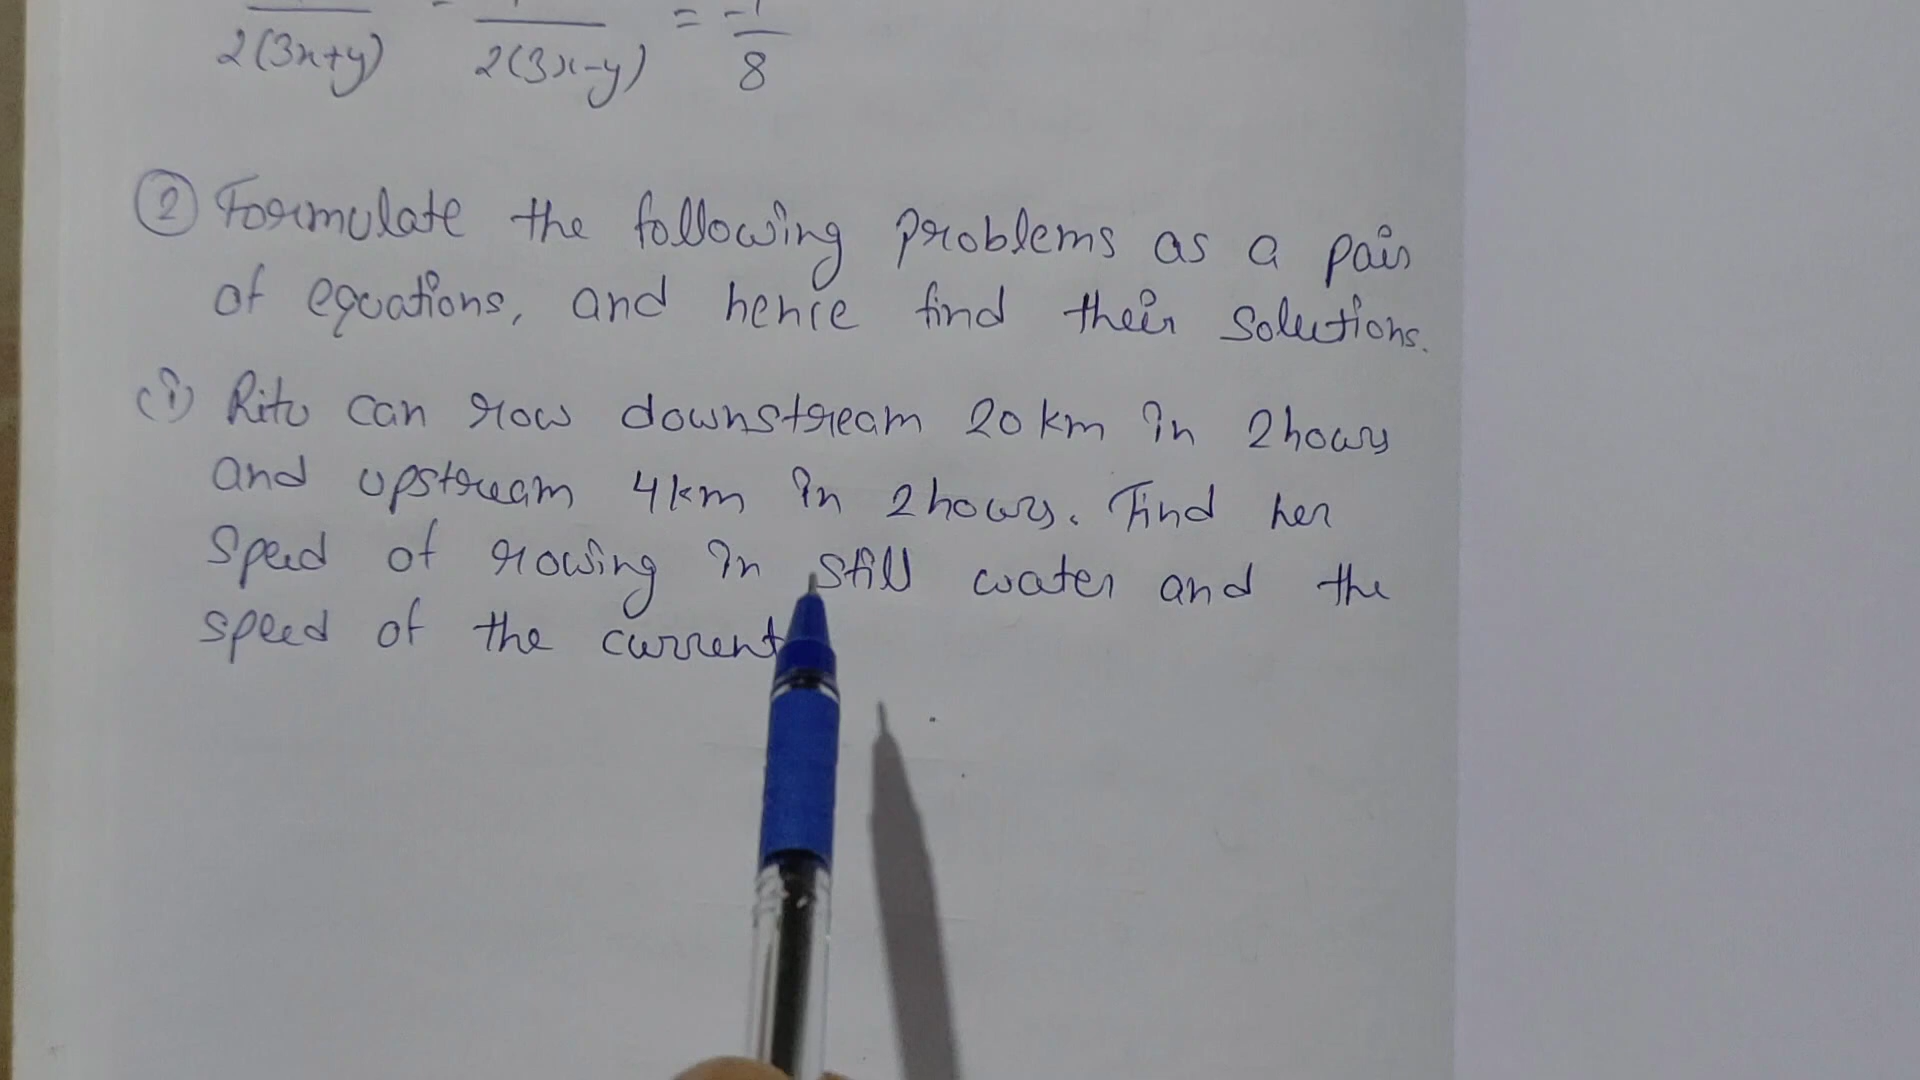 2(3x+y) 2(3x-y) = -1/8
② Formulate the following problems as a pair
of equations, and hence find their solutions.
(i) Ritu can row downstream 20 km in 2 hours
and upstream 4 km in 2 hours. Find her
speed of rowing in still water and the
speed of the current